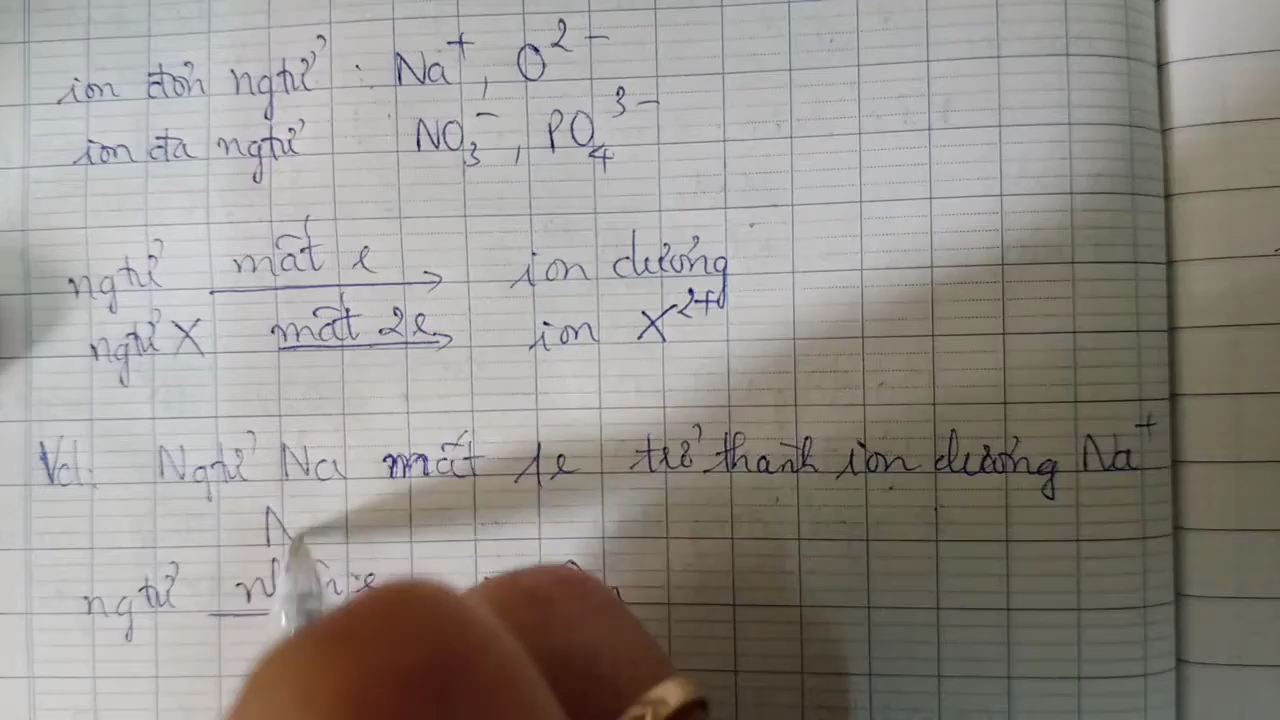 ion đơn ngtử : Na⁺, O²⁻
ion đa ngtử NO₃⁻, PO₄³⁻
ngtử mất e → ion dương
ngtử X mất 2e → ion X²⁺
Vd: Ngtử Na mất 1e trở thành ion dương Na⁺
N
ngtử